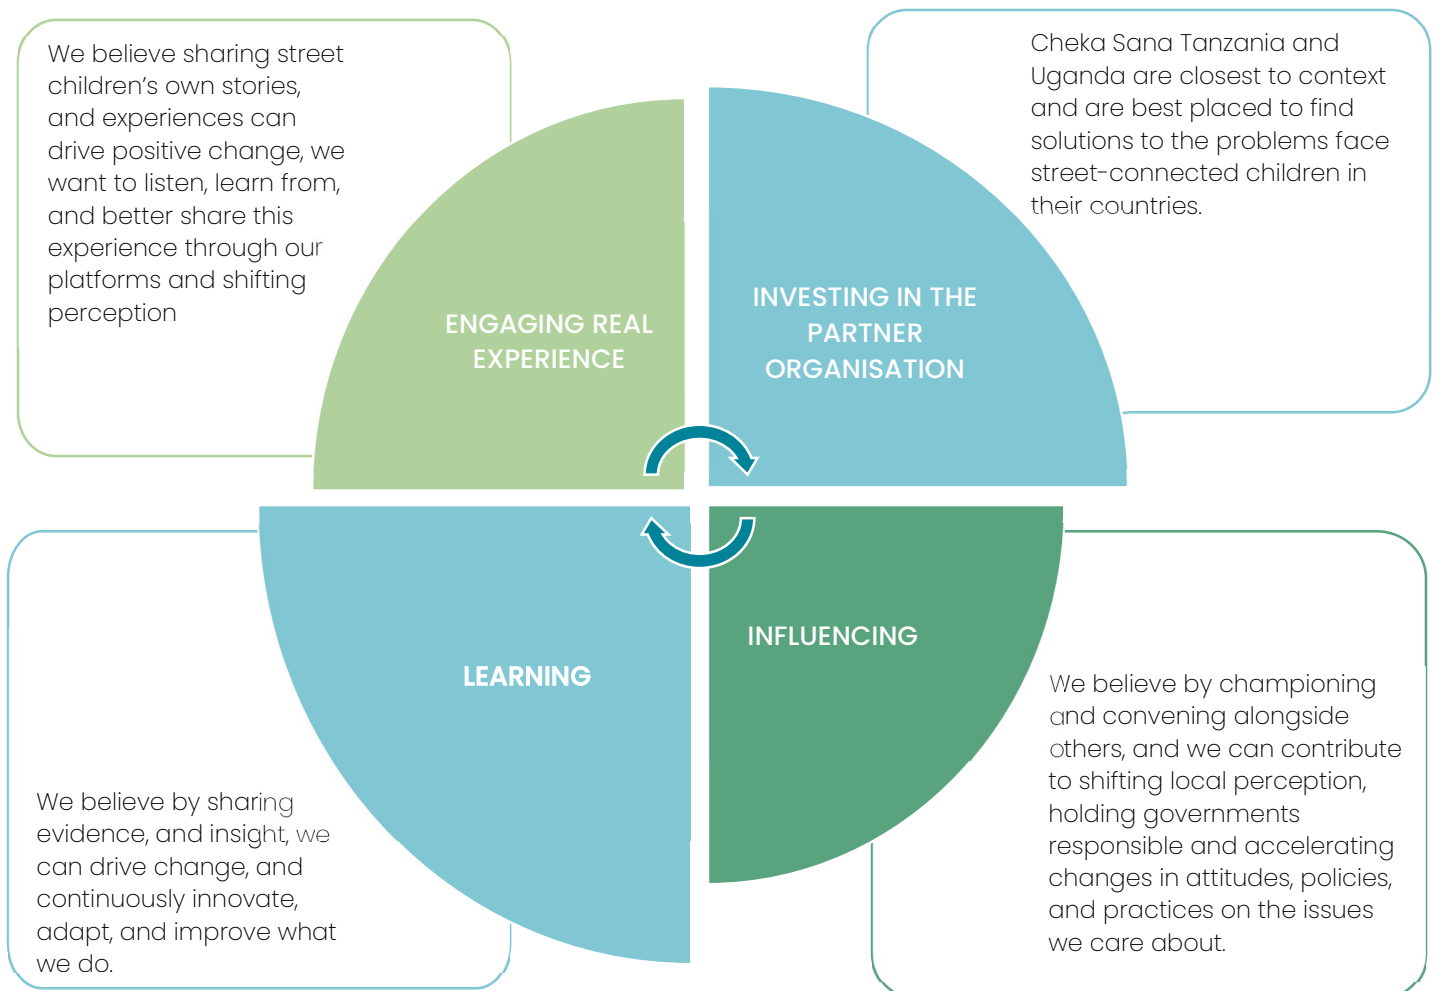 We believe sharing street
children’s own stories,
and experiences can
drive positive change, we
want to listen, learn from,
and better share this
experience through our
platforms and shifting
perception
Cheka Sana Tanzania and
Uganda are closest to context
and are best placed to find
solutions to the problems face
street-connected children in
their countries.
ENGAGING REAL
EXPERIENCE
INVESTING IN THE
PARTNER
ORGANISATION
LEARNING
INFLUENCING
We believe by sharing
evidence, and insight, we
can drive change, and
continuously innovate,
adapt, and improve what
we do.
We believe by championing
and convening alongside
others, and we can contribute
to shifting local perception,
holding governments
responsible and accelerating
changes in attitudes, policies,
and practices on the issues
we care about.